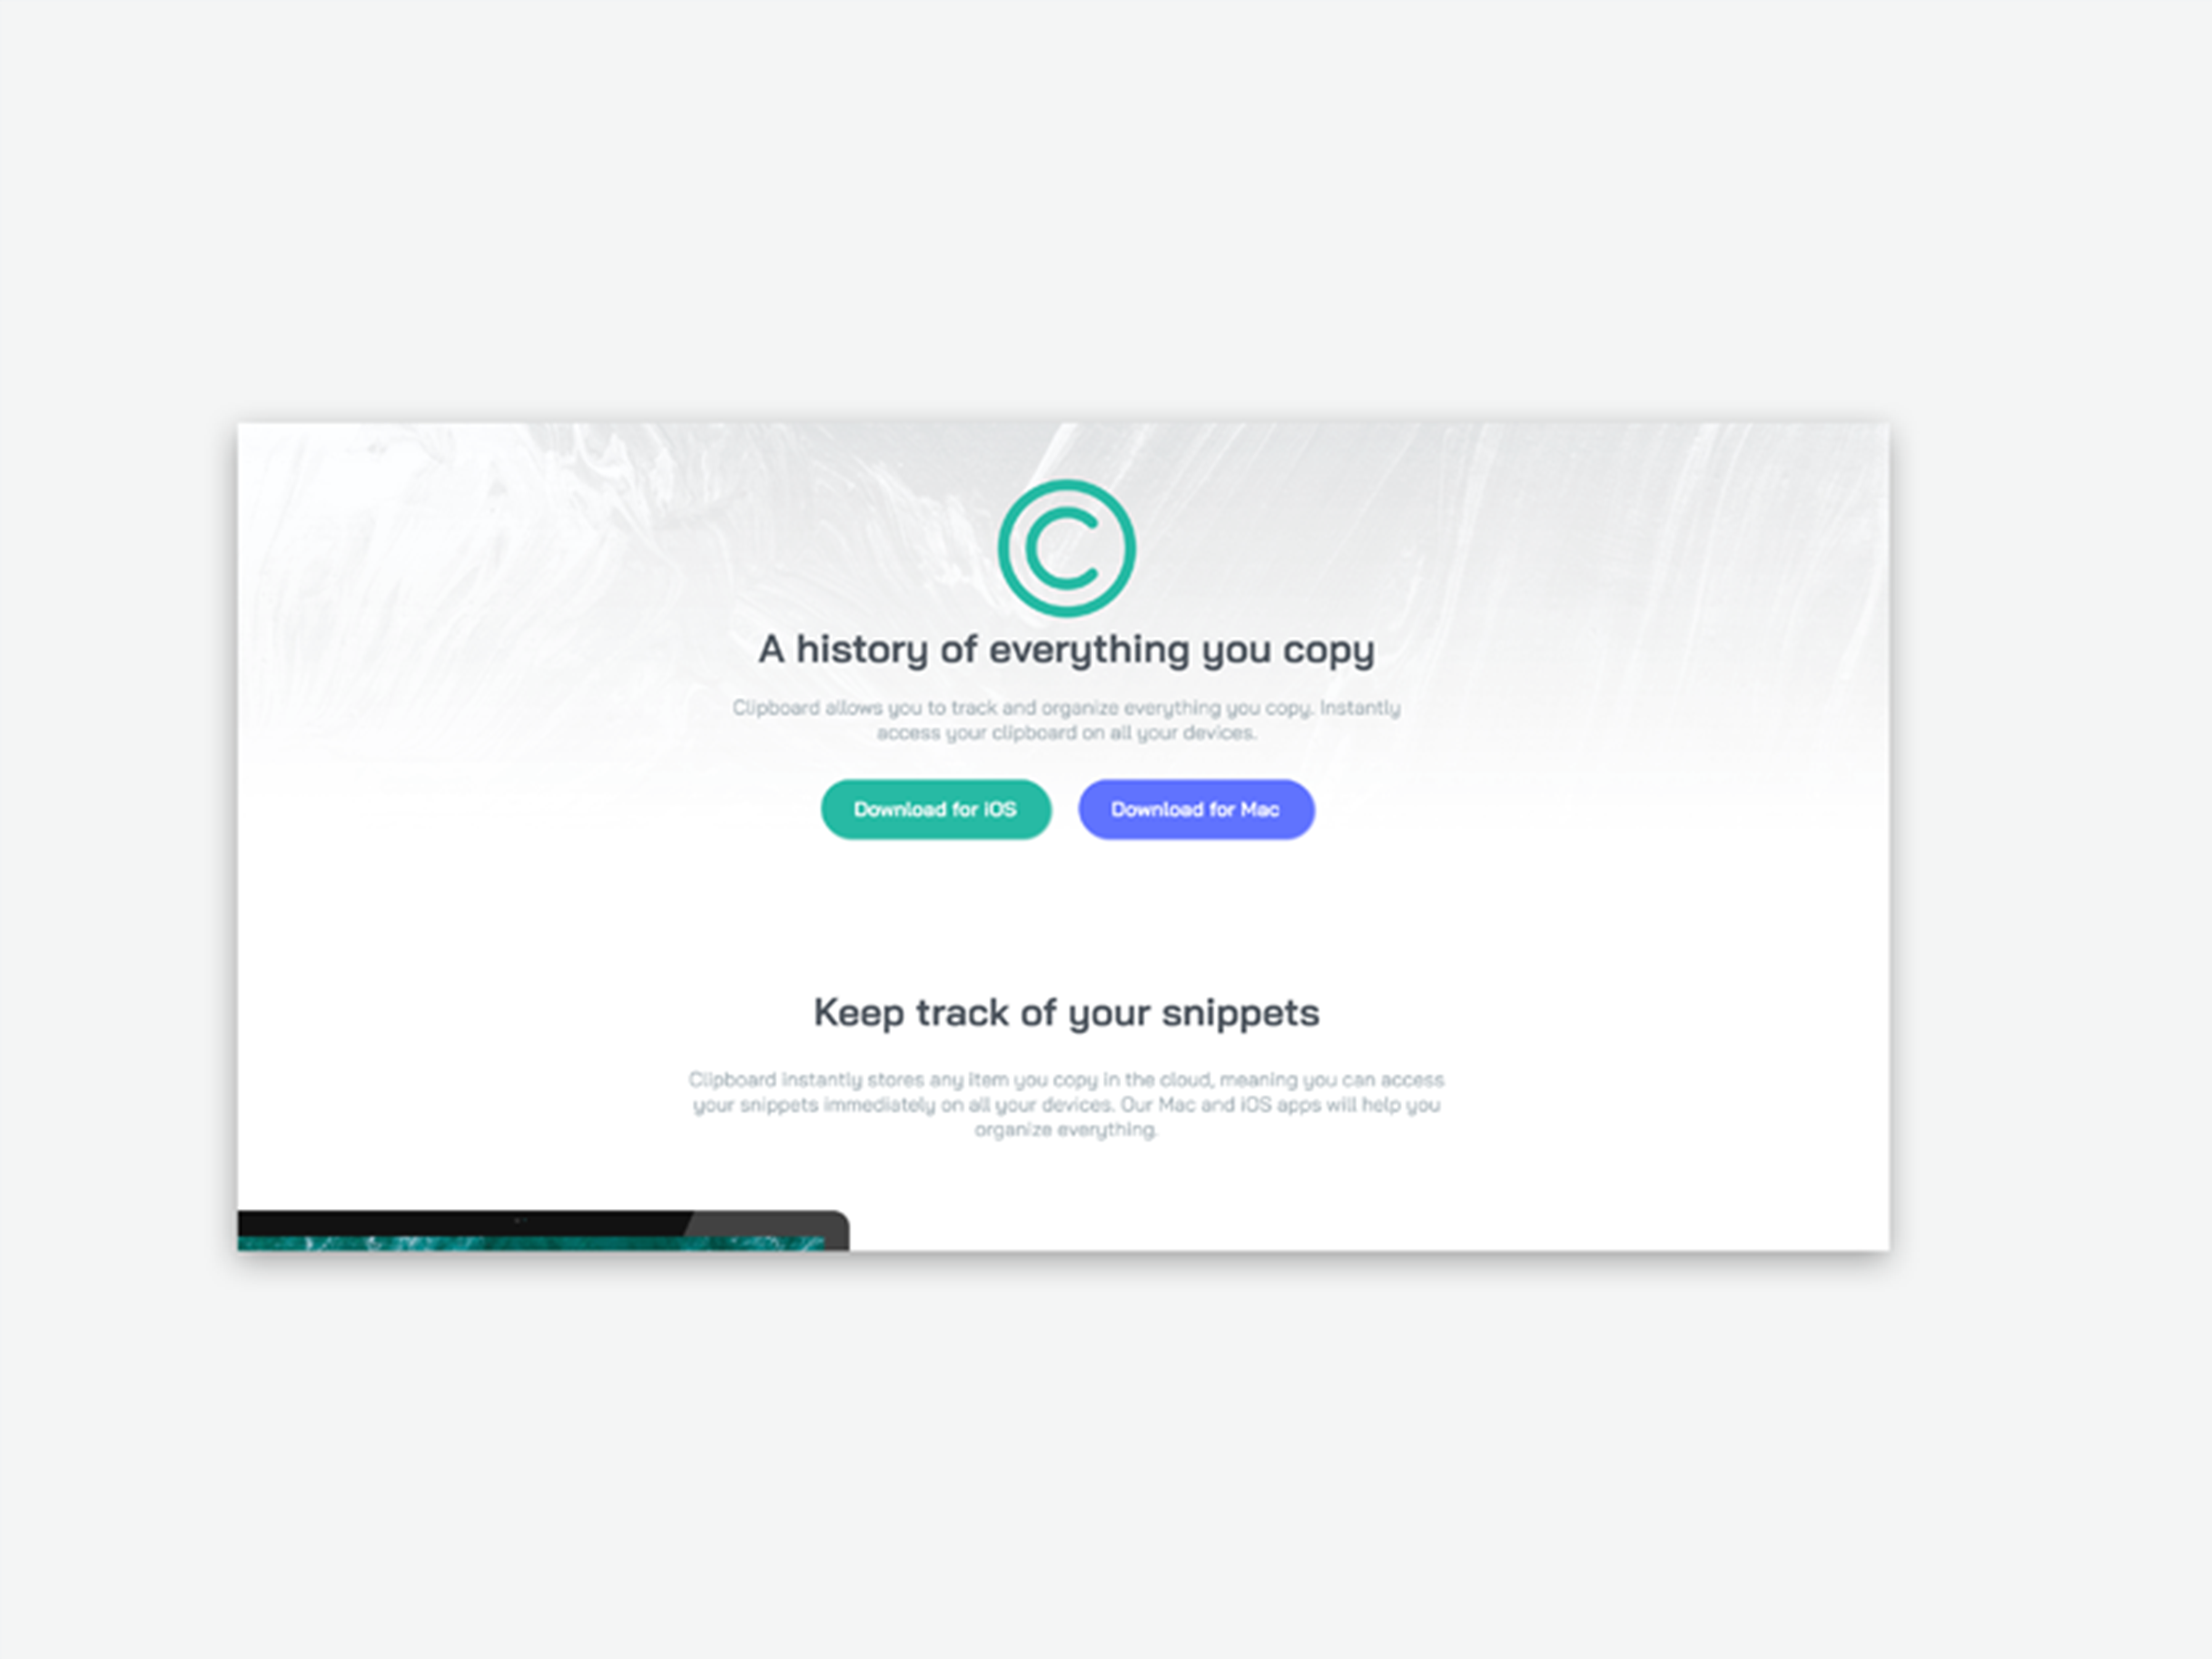 A history of everything you copy
Clipboard allows you to track and organize everything you copy. Instantly
access your clipboard on all your devices.
Download for iOS
Download for Mac
Keep track of your snippets
Clipboard instantly stores any item you copy in the cloud, meaning you can access
your snippets immediately on all your devices. Our Mac and iOS apps will help you
organize everything.